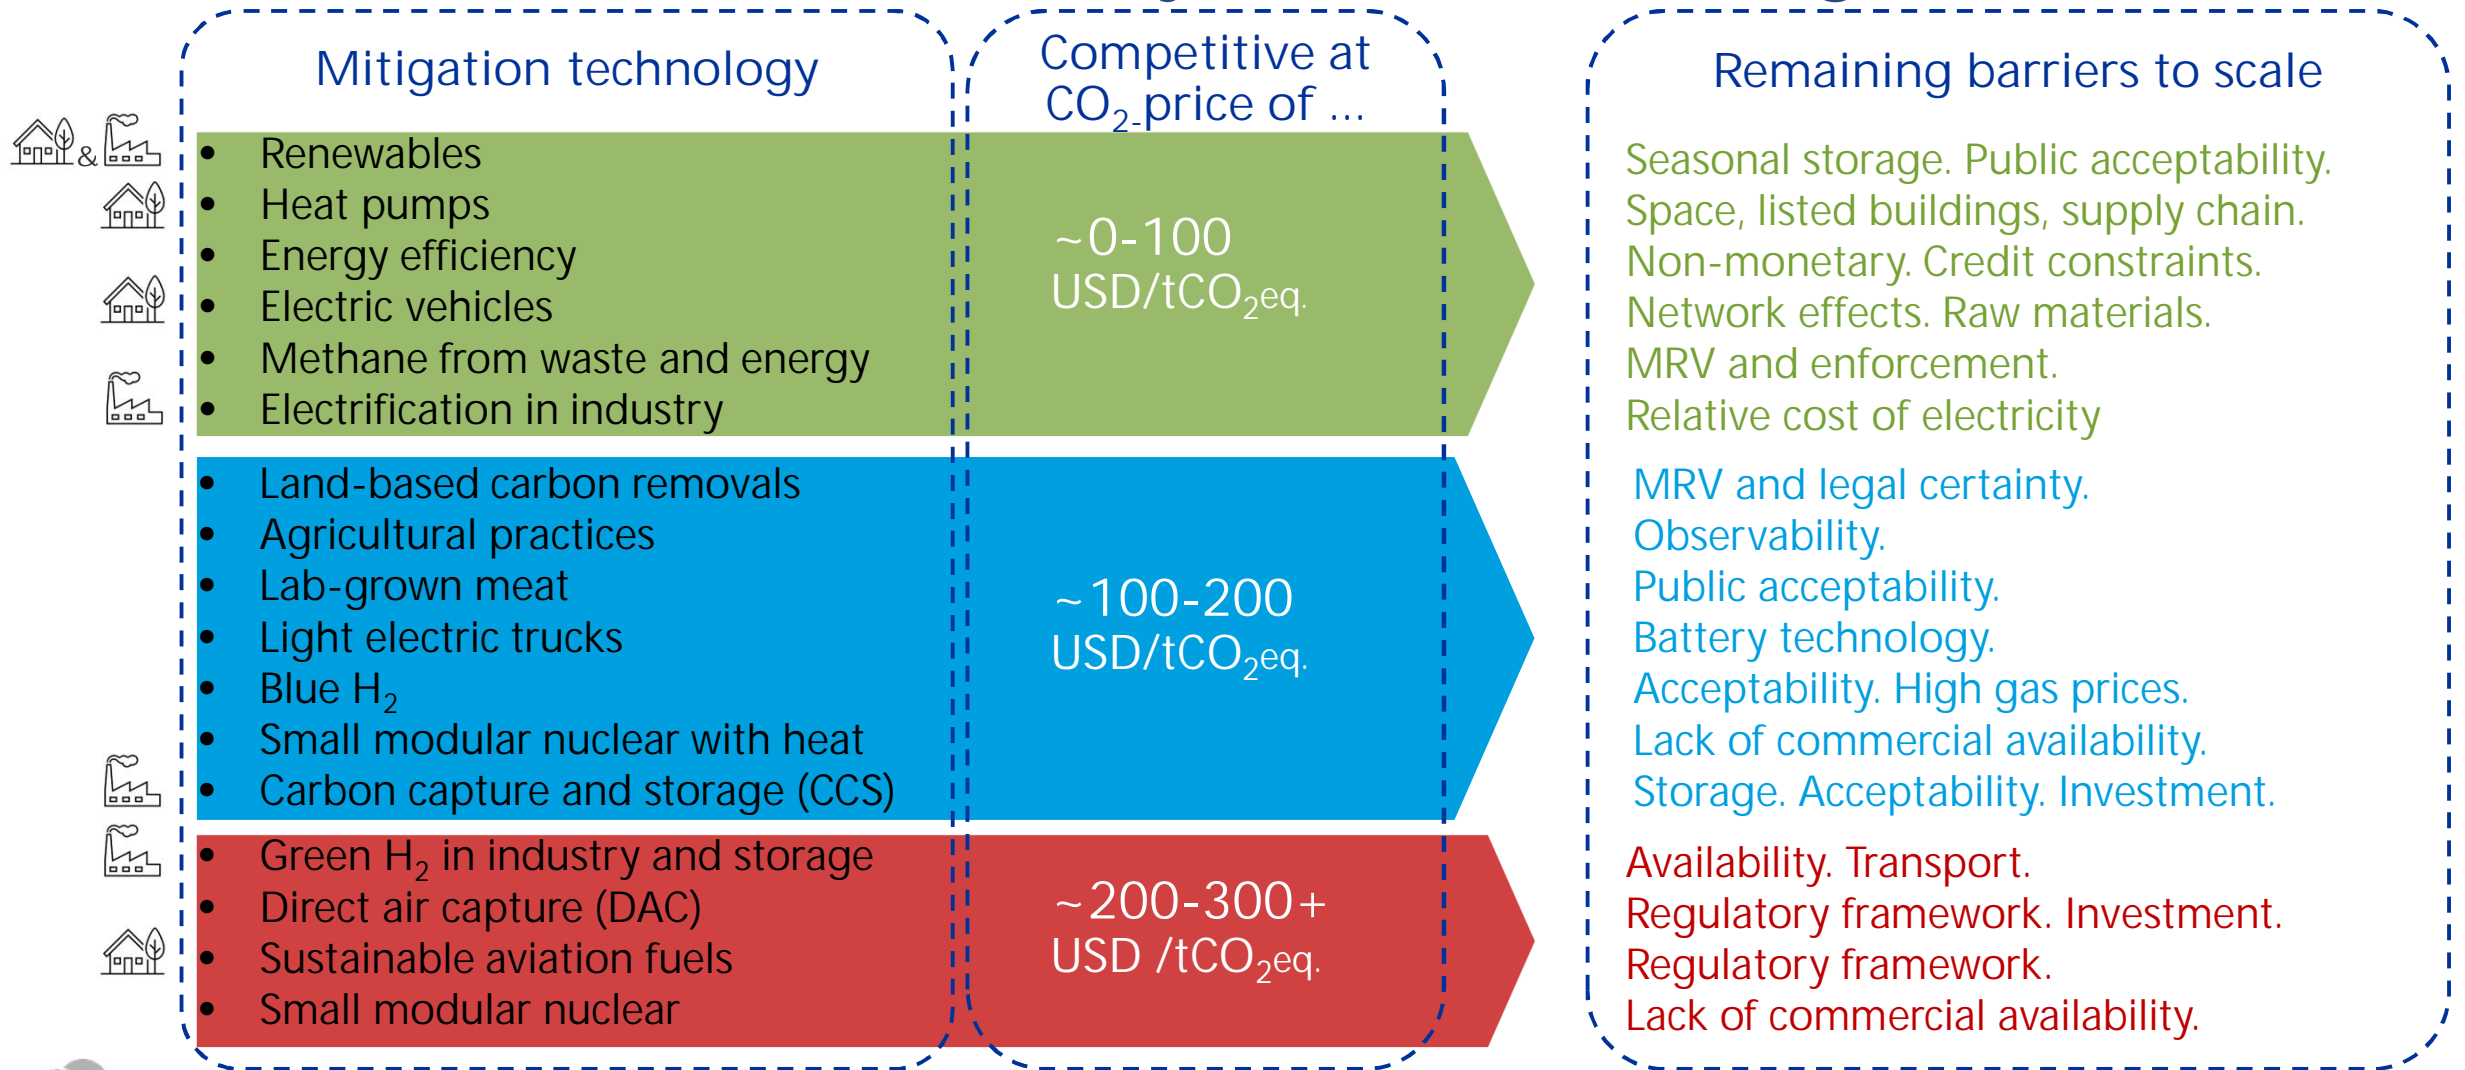 Mitigation technology
Competitive at
CO₂-price of ...
Remaining barriers to scale
&
• Renewables
• Heat pumps
• Energy efficiency
• Electric vehicles
• Methane from waste and energy
• Electrification in industry
~0-100
USD/tCO₂eq.
Seasonal storage. Public acceptability.
Space, listed buildings, supply chain.
Non-monetary. Credit constraints.
Network effects. Raw materials.
MRV and enforcement.
Relative cost of electricity
• Land-based carbon removals
• Agricultural practices
• Lab-grown meat
• Light electric trucks
• Blue H₂
• Small modular nuclear with heat
• Carbon capture and storage (CCS)
~100-200
USD/tCO₂eq.
MRV and legal certainty.
Observability.
Public acceptability.
Battery technology.
Acceptability. High gas prices.
Lack of commercial availability.
Storage. Acceptability. Investment.
• Green H₂ in industry and storage
• Direct air capture (DAC)
• Sustainable aviation fuels
• Small modular nuclear
~200-300+
USD /tCO₂eq.
Availability. Transport.
Regulatory framework. Investment.
Regulatory framework.
Lack of commercial availability.